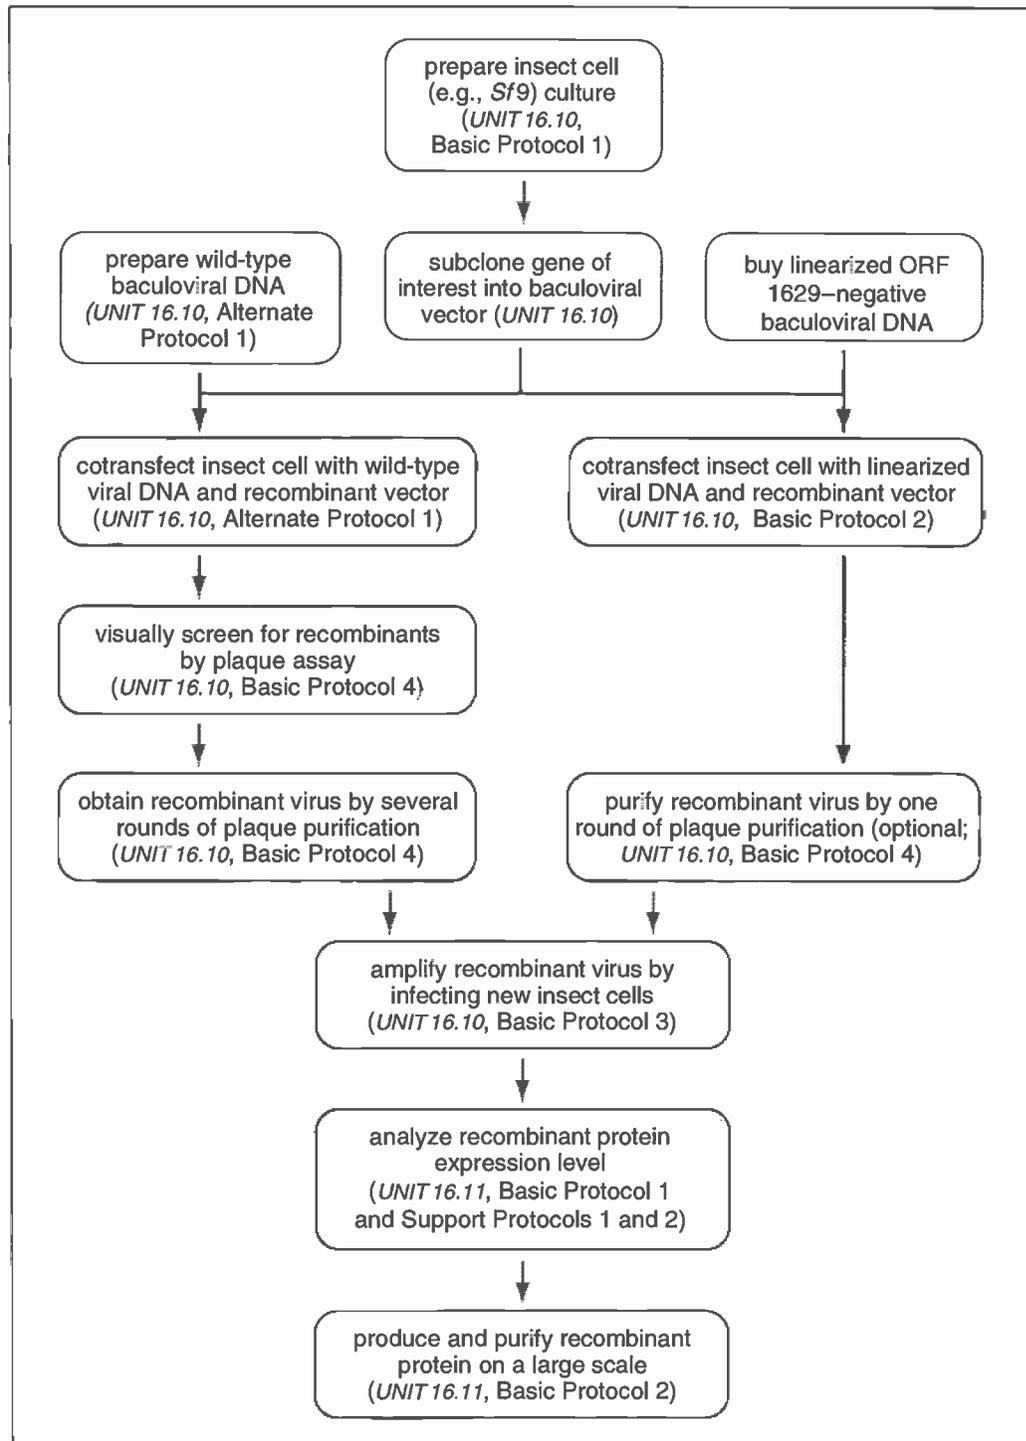 prepare insect cell
(e.g., Sf9) culture
(UNIT 16.10,
Basic Protocol 1)
prepare wild-type
baculoviral DNA
(UNIT 16.10, Alternate
Protocol 1)
subclone gene of
interest into baculoviral
vector (UNIT 16.10)
buy linearized ORF
1629–negative
baculoviral DNA
cotransfect insect cell with wild-type
viral DNA and recombinant vector
(UNIT 16.10, Alternate Protocol 1)
cotransfect insect cell with linearized
viral DNA and recombinant vector
(UNIT 16.10, Basic Protocol 2)
visually screen for recombinants
by plaque assay
(UNIT 16.10, Basic Protocol 4)
obtain recombinant virus by several
rounds of plaque purification
(UNIT 16.10, Basic Protocol 4)
purify recombinant virus by one
round of plaque purification (optional;
UNIT 16.10, Basic Protocol 4)
amplify recombinant virus by
infecting new insect cells
(UNIT 16.10, Basic Protocol 3)
analyze recombinant protein
expression level
(UNIT 16.11, Basic Protocol 1
and Support Protocols 1 and 2)
produce and purify recombinant
protein on a large scale
(UNIT 16.11, Basic Protocol 2)